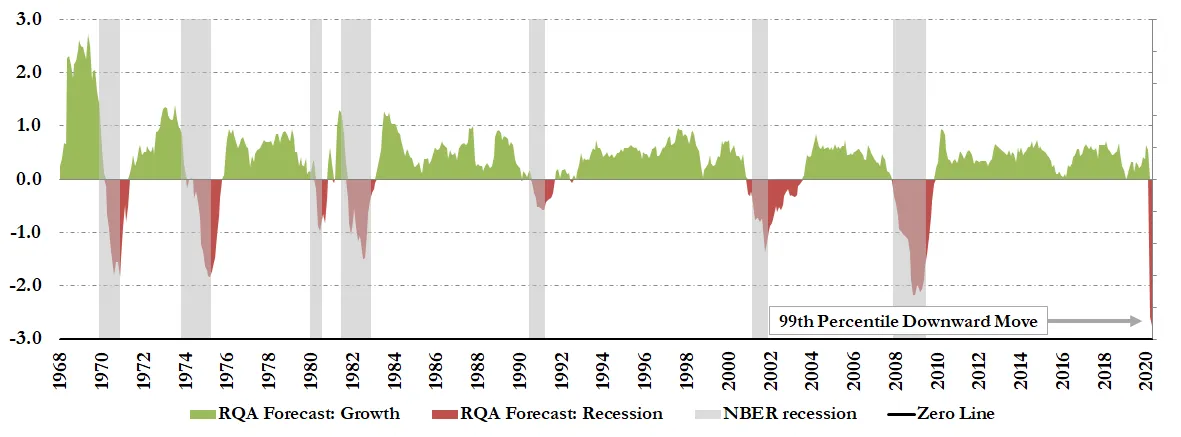 3.0
2.0
1.0
0.0
-1.0
-2.0
-3.0
99th Percentile Downward Move
1968 1970 1972 1974 1976 1978 1980 1982 1984 1986 1988 1990 1992 1994 1996 1998 2000 2002 2004 2006 2008 2010 2012 2014 2016 2018 2020
RQA Forecast: Growth RQA Forecast: Recession NBER recession Zero Line